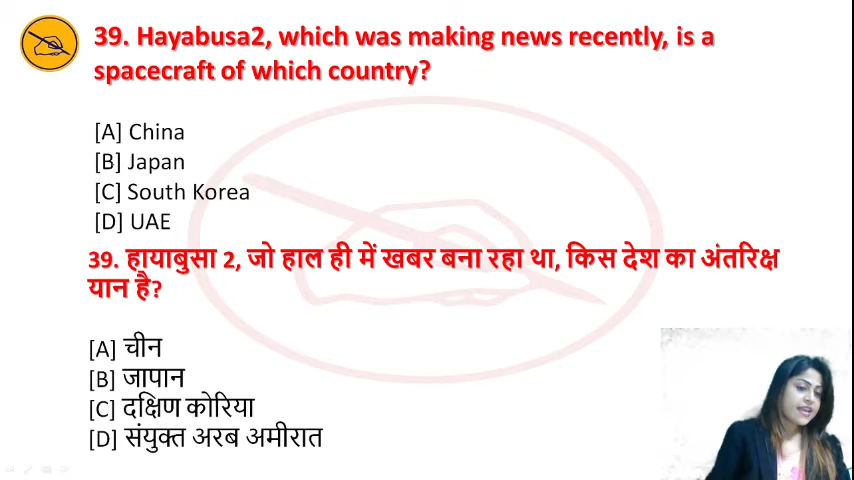 39. Hayabusa2, which was making news recently, is a
spacecraft of which country?
[A] China
[B] Japan
[C] South Korea
[D] UAE
39. हायाबुसा 2, जो हाल ही में खबर बना रहा था, किस देश का अंतरिक्ष
यान है?
[A] चीन
[B] जापान
[C] दक्षिण कोरिया
[D] संयुक्त अरब अमीरात